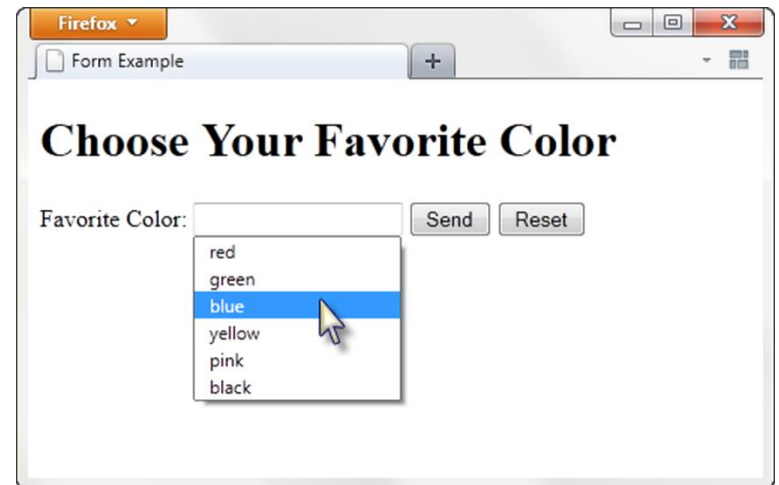 Firefox
Form Example
Choose Your Favorite Color
Favorite Color: Send Reset
red
green
blue
yellow
pink
black